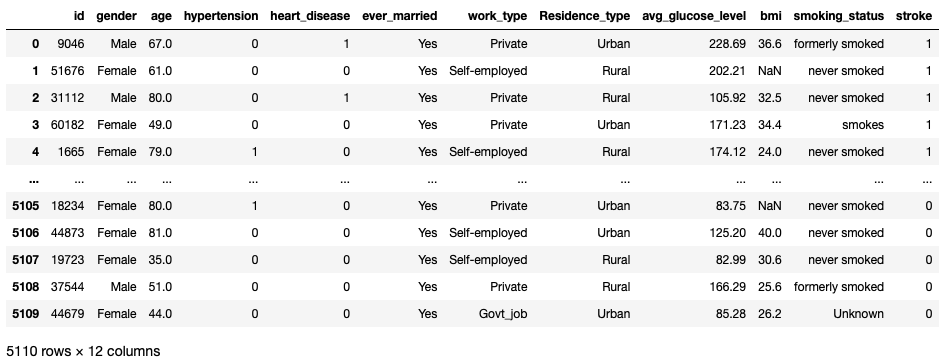 id gender age hypertension heart_disease ever_married work_type Residence_type avg_glucose_level bmi smoking_status stroke
0 9046 Male 67.0 0 1 Yes Private Urban 228.69 36.6 formerly smoked 1
1 51676 Female 61.0 0 0 Yes Self-employed Rural 202.21 NaN never smoked 1
2 31112 Male 80.0 0 1 Yes Private Rural 105.92 32.5 never smoked 1
3 60182 Female 49.0 0 0 Yes Private Urban 171.23 34.4 smokes 1
4 1665 Female 79.0 1 0 Yes Self-employed Rural 174.12 24.0 never smoked 1
... ... ... ... ... ... ... ... ... ... ... ... ...
5105 18234 Female 80.0 1 0 Yes Private Urban 83.75 NaN never smoked 0
5106 44873 Female 81.0 0 0 Yes Self-employed Urban 125.20 40.0 never smoked 0
5107 19723 Female 35.0 0 0 Yes Self-employed Rural 82.99 30.6 never smoked 0
5108 37544 Male 51.0 0 0 Yes Private Rural 166.29 25.6 formerly smoked 0
5109 44679 Female 44.0 0 0 Yes Govt_job Urban 85.28 26.2 Unknown 0
5110 rows × 12 columns